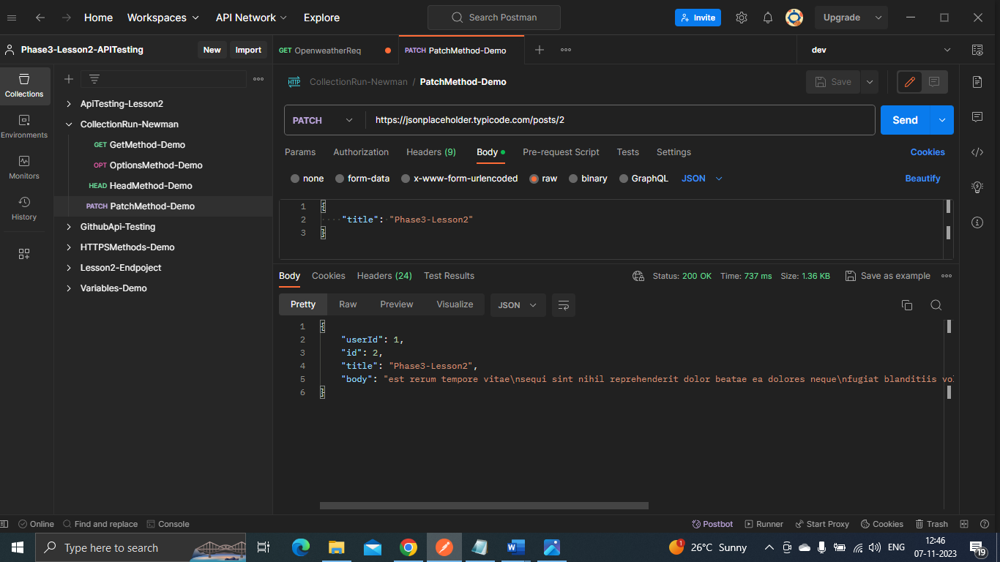 Home Workspaces API Network Explore Search Postman Invite Upgrade
Phase3-Lesson2-APITesting New Import GET OpenweatherReq PATCH PatchMethod-Demo dev
Collections
Environments
Monitors
History
ApiTesting-Lesson2
CollectionRun-Newman
GET GetMethod-Demo
OPT OptionsMethod-Demo
HEAD HeadMethod-Demo
PATCH PatchMethod-Demo
GithubApi-Testing
HTTPSMethods-Demo
Lesson2-Endpoject
Variables-Demo
HTTP CollectionRun-Newman / PatchMethod-Demo Save
PATCH https://jsonplaceholder.typicode.com/posts/2 Send
Params Authorization Headers (9) Body Pre-request Script Tests Settings Cookies
none form-data x-www-form-urlencoded raw binary GraphQL JSON Beautify
1 {
2 "title": "Phase3-Lesson2"
3 }
Body Cookies Headers (24) Test Results Status: 200 OK Time: 737 ms Size: 1.36 KB Save as example
Pretty Raw Preview Visualize JSON
1 {
2 "userId": 1,
3 "id": 2,
4 "title": "Phase3-Lesson2",
5 "body": "est rerum tempore vitae\nsequi sint nihil reprehenderit dolor beatae ea dolores neque\nfugiat blanditiis vol
6 }
Online Find and replace Console Postbot Runner Start Proxy Cookies Trash
Type here to search 1 26°C Sunny ENG 12:46
07-11-2023 19